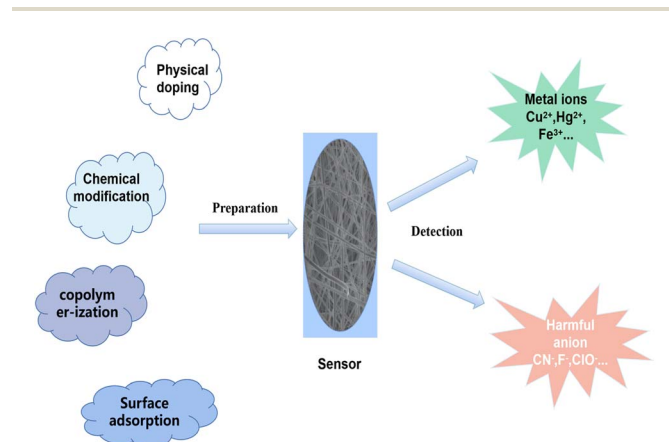 Physical
doping
Chemical
modification
copolym
er-ization
Surface
adsorption
Preparation
Sensor
Detection
Metal ions
Cu²⁺,Hg²⁺,
Fe³⁺...
Harmful
anion
CN⁻,F⁻,ClO⁻...